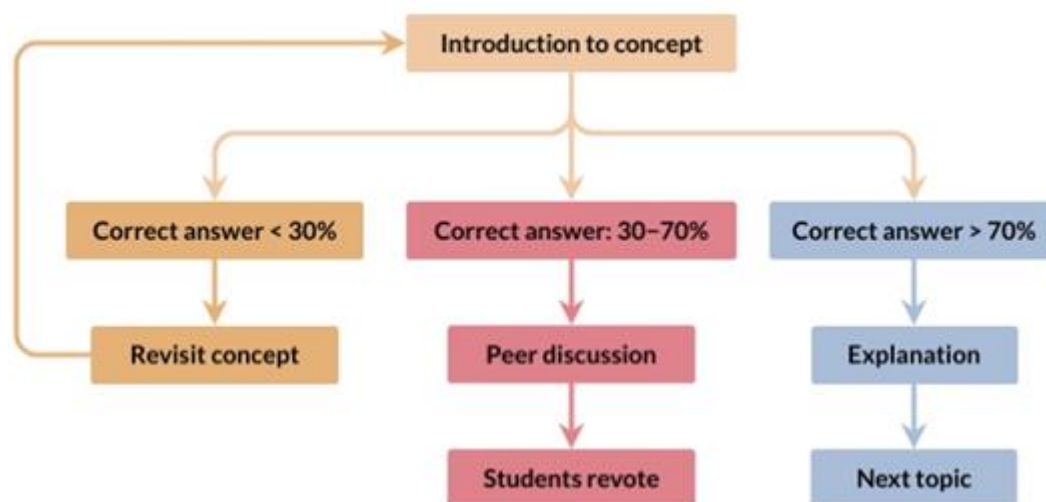 Introduction to concept
Correct answer < 30%
Correct answer: 30–70%
Correct answer > 70%
Revisit concept
Peer discussion
Explanation
Students revote
Next topic